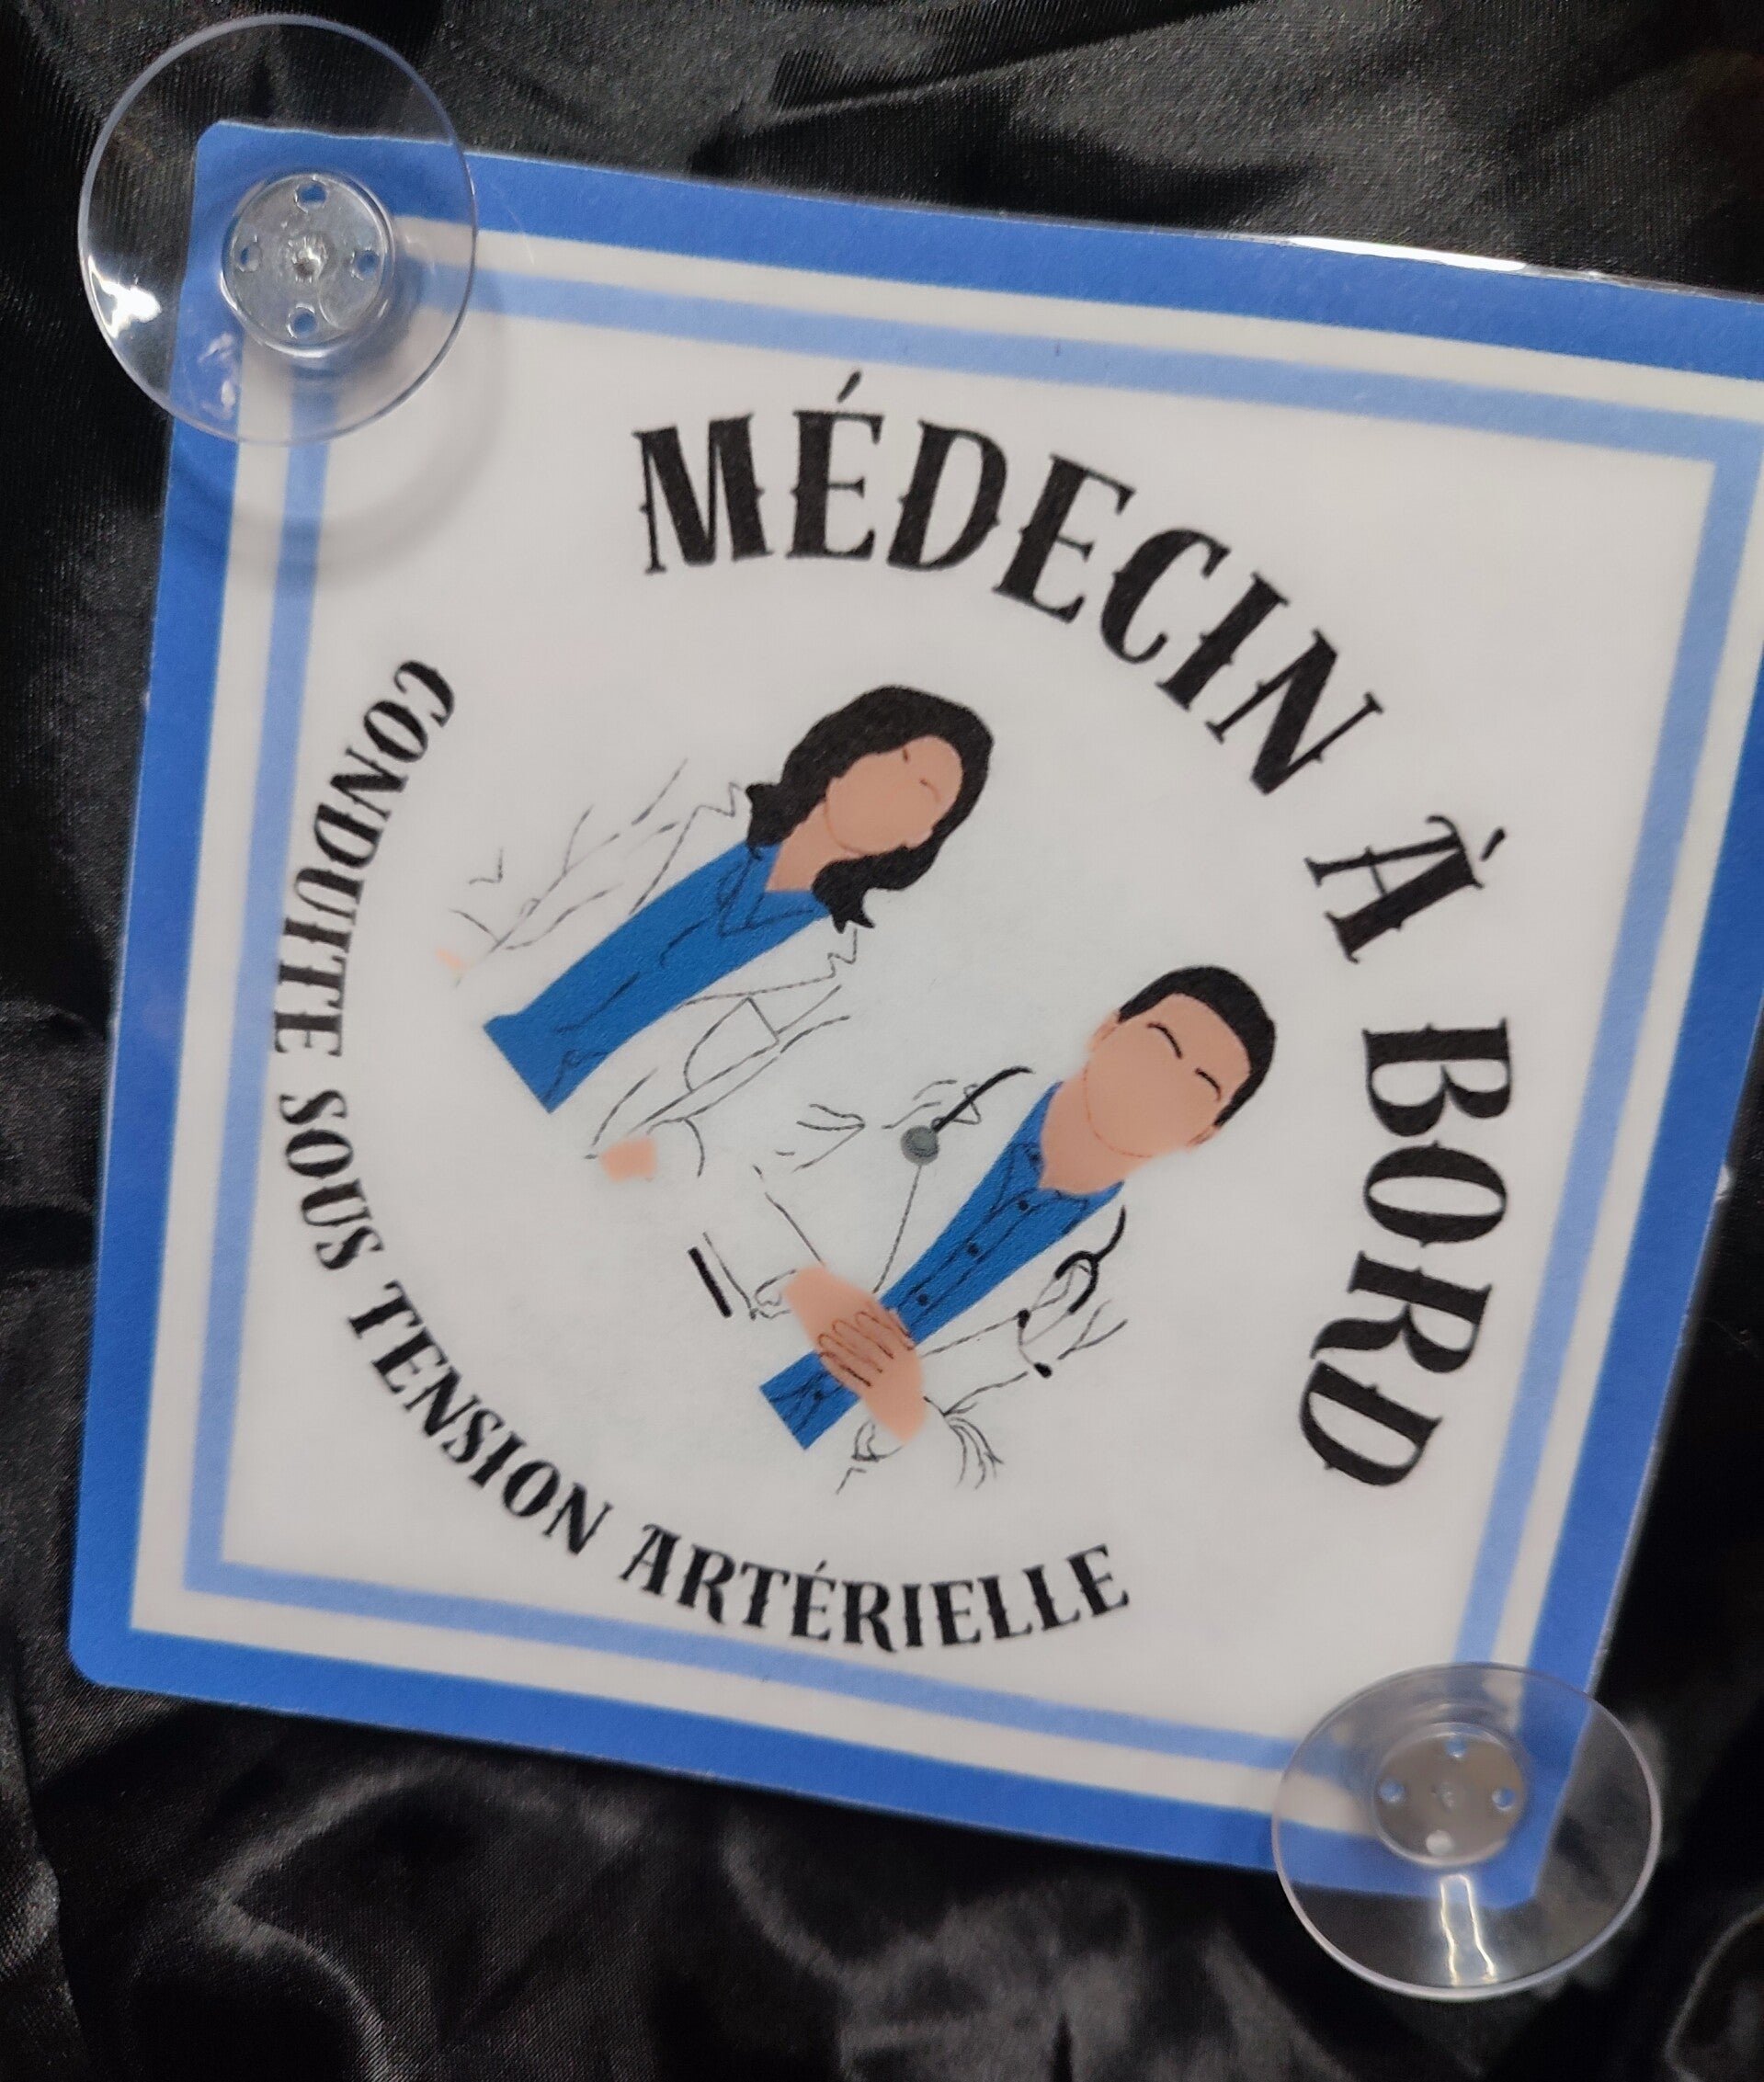 MÉDECIN À BORD
CONDUITE SOUS TENSION ARTÉRIELLE